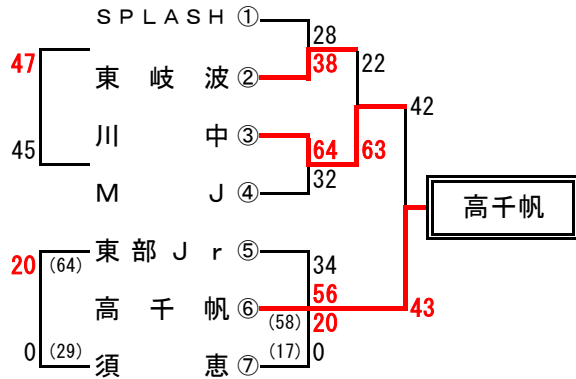 SPLASH ① 28
47 38 22
東岐波 ②
42
川中 ③
45 64 63
32
MJ ④
高千帆
東部Jr ⑤
20 (64) 34
56
高千帆 ⑥ 43
(58) 20
0 (29) (17) 0
須恵 ⑦